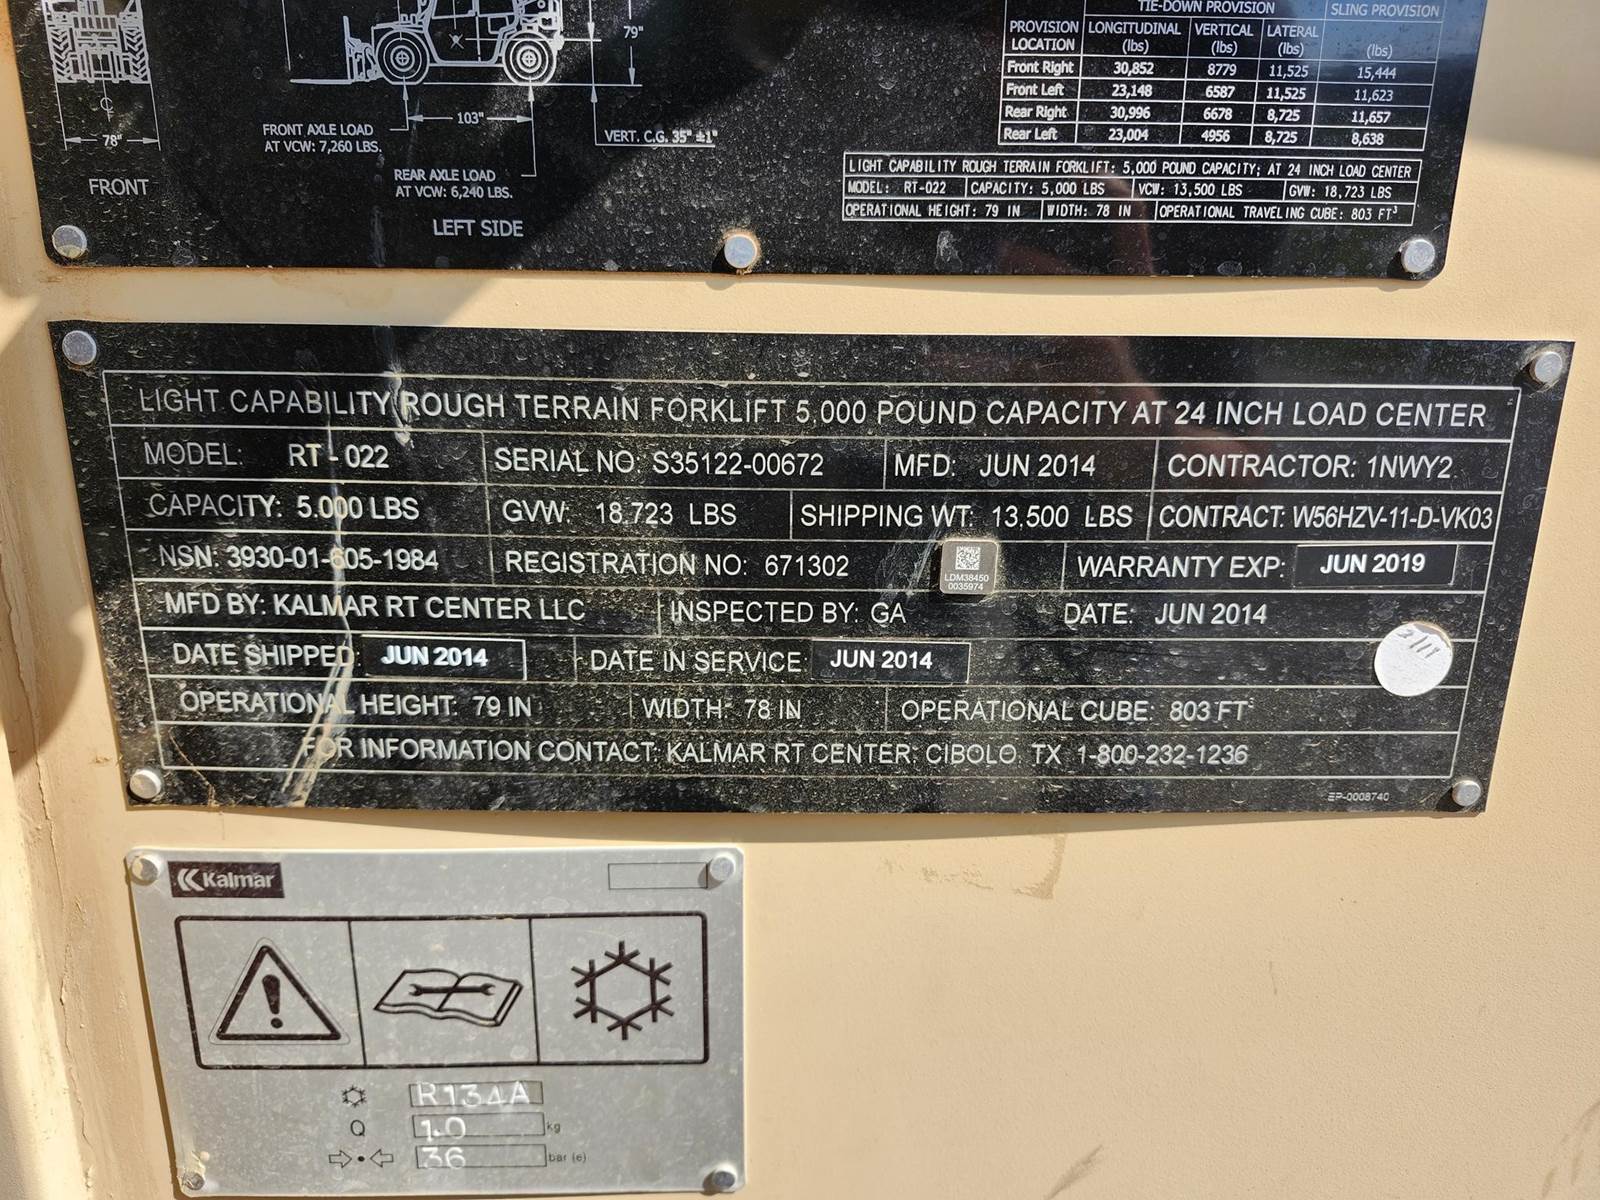 79"
℄
78"
FRONT
FRONT AXLE LOAD
AT VCW: 7,260 LBS.
103"
REAR AXLE LOAD
AT VCW: 6,240 LBS.
VERT. C.G. 35" ±1"
LEFT SIDE
TIE-DOWN PROVISION SLING PROVISION
PROVISION LOCATION LONGITUDINAL (lbs) VERTICAL (lbs) LATERAL (lbs) (lbs)
Front Right 30,852 8779 11,525 15,444
Front Left 23,148 6587 11,525 11,623
Rear Right 30,996 6678 8,725 11,657
Rear Left 23,004 4956 8,725 8,638
LIGHT CAPABILITY ROUGH TERRAIN FORKLIFT: 5,000 POUND CAPACITY; AT 24 INCH LOAD CENTER
MODEL: RT-022 CAPACITY: 5,000 LBS VCW: 13,500 LBS GVW: 18,723 LBS
OPERATIONAL HEIGHT: 79 IN WIDTH: 78 IN OPERATIONAL TRAVELING CUBE: 803 FT³
LIGHT CAPABILITY ROUGH TERRAIN FORKLIFT 5,000 POUND CAPACITY AT 24 INCH LOAD CENTER
MODEL: RT-022 SERIAL NO: S35122-00672 MFD: JUN 2014 CONTRACTOR: 1NWY2
CAPACITY: 5.000 LBS GVW: 18.723 LBS SHIPPING WT: 13,500 LBS CONTRACT: W56HZV-11-D-VK03
NSN: 3930-01-605-1984 REGISTRATION NO: 671302 WARRANTY EXP: JUN 2019
LDM38450
0035974
MFD BY: KALMAR RT CENTER LLC INSPECTED BY: GA DATE: JUN 2014
DATE SHIPPED: JUN 2014 DATE IN SERVICE: JUN 2014
OPERATIONAL HEIGHT: 79 IN WIDTH: 78 IN OPERATIONAL CUBE: 803 FT³
FOR INFORMATION CONTACT: KALMAR RT CENTER: CIBOLO, TX 1-800-232-1236
EP-0008740
Kalmar
R134A
Q 1.0 kg
36 bar (e)